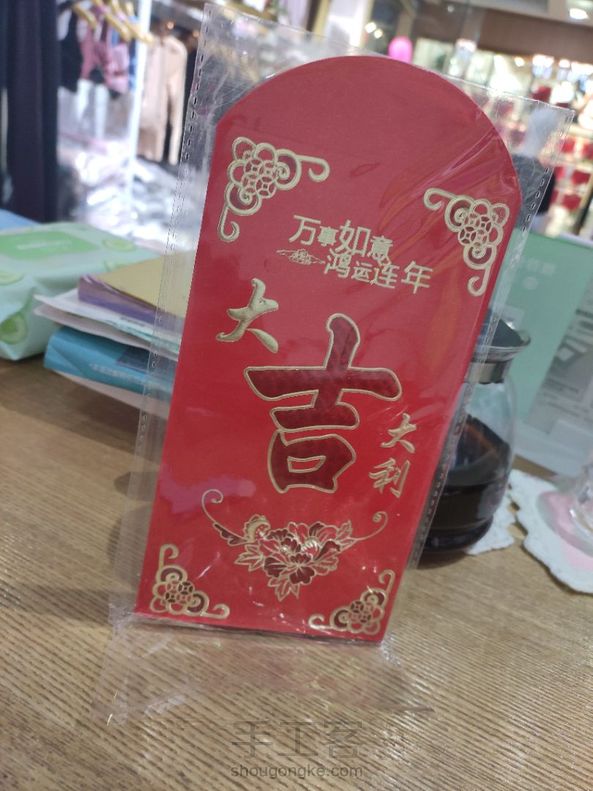 万事如意
鸿运连年
大
吉
大利
手工客
shougongke.com